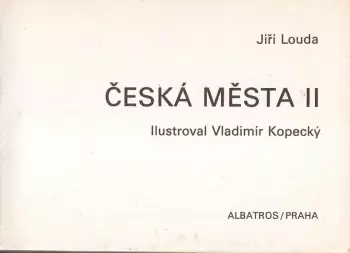 Jiří Louda
ČESKÁ MĚSTA II
Ilustroval Vladimír Kopecký
ALBATROS/PRAHA